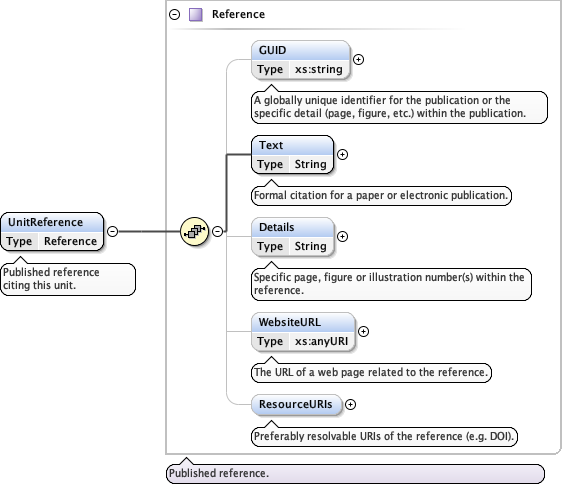 Reference
GUID
Type xs:string
A globally unique identifier for the publication or the
specific detail (page, figure, etc.) within the publication.
Text
Type String
Formal citation for a paper or electronic publication.
UnitReference
Type Reference
Published reference
citing this unit.
Details
Type String
Specific page, figure or illustration number(s) within the
reference.
WebsiteURL
Type xs:anyURI
The URL of a web page related to the reference.
ResourceURIs
Preferably resolvable URIs of the reference (e.g. DOI).
Published reference.